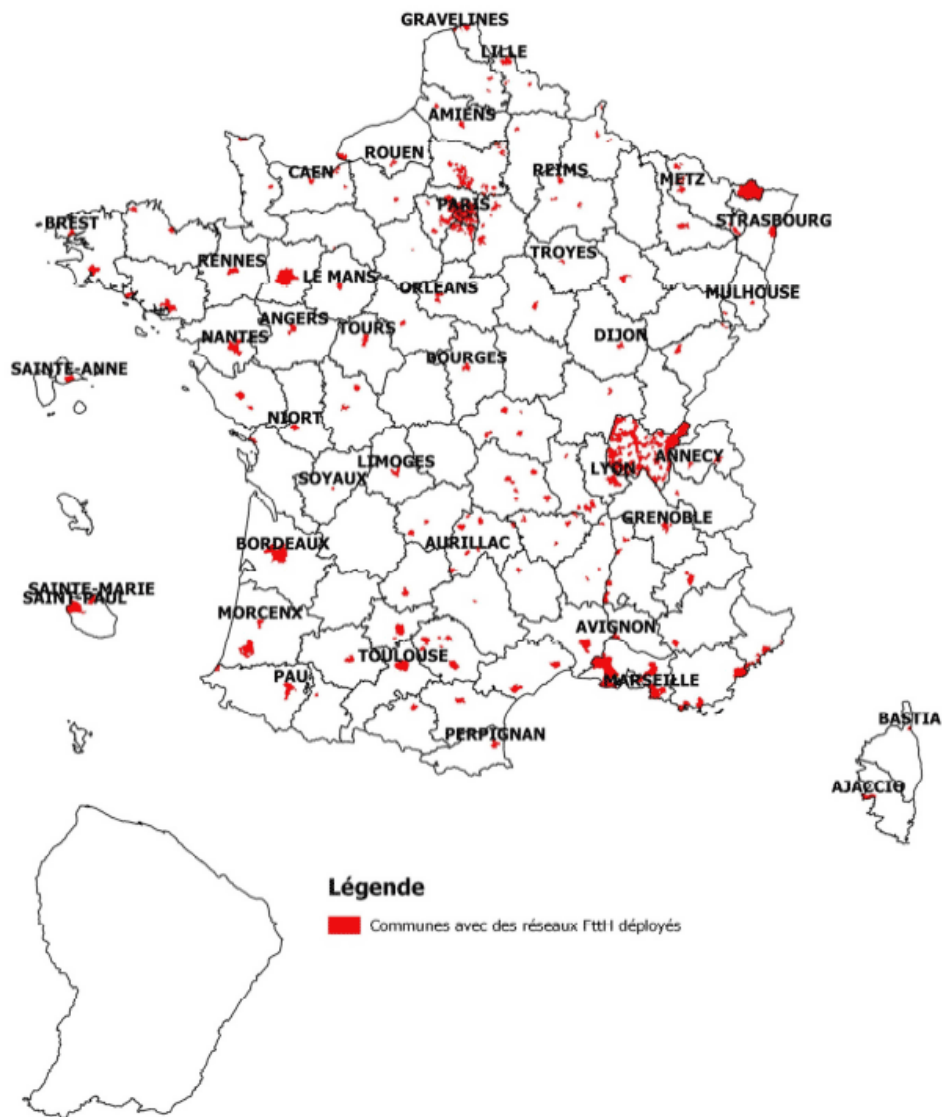 GRAVELINES
LILLE
AMIENS
ROUEN
CAEN
REIMS
METZ
PARIS
STRASBOURG
BREST
RENNES
LE MANS
TROYES
ORLEANS
MULHOUSE
ANGERS
TOURS
NANTES
DIJON
BOURGES
SAINTE-ANNE
NIORT
LIMOGES
ANNECY
LYON
SOYAUX
GRENOBLE
BORDEAUX
AURILLAC
SAINTE-MARIE
SAINT-PAUL
MORCENX
AVIGNON
TOULOUSE
PAU
MARSEILLE
BASTIA
PERPIGNAN
AJACCIO
Légende
Communes avec des réseaux FttH déployés